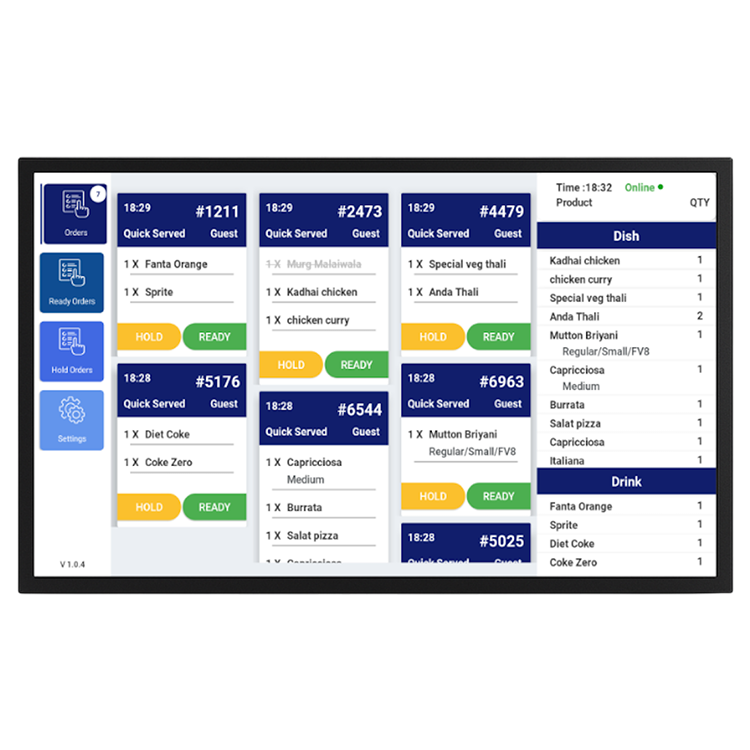 7
Orders
Ready Orders
Hold Orders
Settings
V 1.0.4
18:29 #1211
Quick Served Guest
1 X Fanta Orange
1 X Sprite
HOLD READY
18:28 #5176
Quick Served Guest
1 X Diet Coke
1 X Coke Zero
HOLD READY
18:29 #2473
Quick Served Guest
1 X Murg Malaiwala
1 X Kadhai chicken
1 X chicken curry
HOLD READY
18:28 #6544
Quick Served Guest
1 X Capricciosa
Medium
1 X Burrata
1 X Salat pizza
1 X Capricciosa
18:29 #4479
Quick Served Guest
1 X Special veg thali
1 X Anda Thali
HOLD READY
18:28 #6963
Quick Served Guest
1 X Mutton Briyani
Regular/Small/FV8
HOLD READY
18:28 #5025
Quick Served Guest
Time :18:32 Online
Product QTY
Dish
Kadhai chicken 1
chicken curry 1
Special veg thali 1
Anda Thali 2
Mutton Briyani 1
Regular/Small/FV8
Capricciosa 1
Medium
Burrata 1
Salat pizza 1
Capricciosa 1
Italiana 1
Drink
Fanta Orange 1
Sprite 1
Diet Coke 1
Coke Zero 1